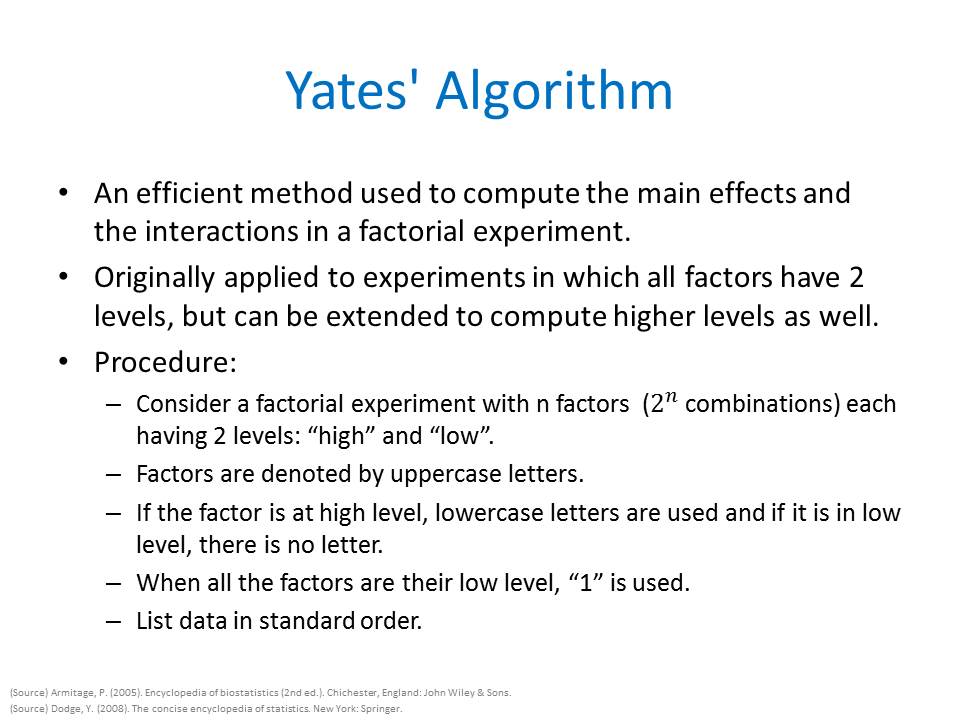 Yates' Algorithm
• An efficient method used to compute the main effects and
the interactions in a factorial experiment.
• Originally applied to experiments in which all factors have 2
levels, but can be extended to compute higher levels as well.
• Procedure:
– Consider a factorial experiment with n factors (2ⁿ combinations) each
having 2 levels: “high” and “low”.
– Factors are denoted by uppercase letters.
– If the factor is at high level, lowercase letters are used and if it is in low
level, there is no letter.
– When all the factors are their low level, “1” is used.
– List data in standard order.
(Source) Armitage, P. (2005). Encyclopedia of biostatistics (2nd ed.). Chichester, England: John Wiley & Sons.
(Source) Dodge, Y. (2008). The concise encyclopedia of statistics. New York: Springer.